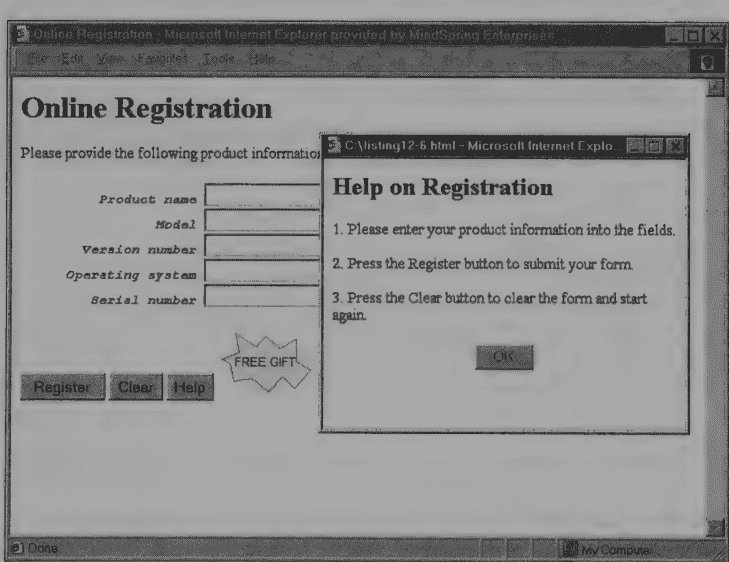 Online Registration - Microsoft Internet Explorer provided by MindSpring Enterprises
File Edit View Favorites Tools Help
Online Registration
Please provide the following product informatio
Product name
Model
Version number
Operating system
Serial number
FREE GIFT
Register Clear Help
C:\listing12-6.html - Microsoft Internet Explo...
Help on Registration
1. Please enter your product information into the fields.
2. Press the Register button to submit your form.
3. Press the Clear button to clear the form and start
again.
OK
Done
My Computer